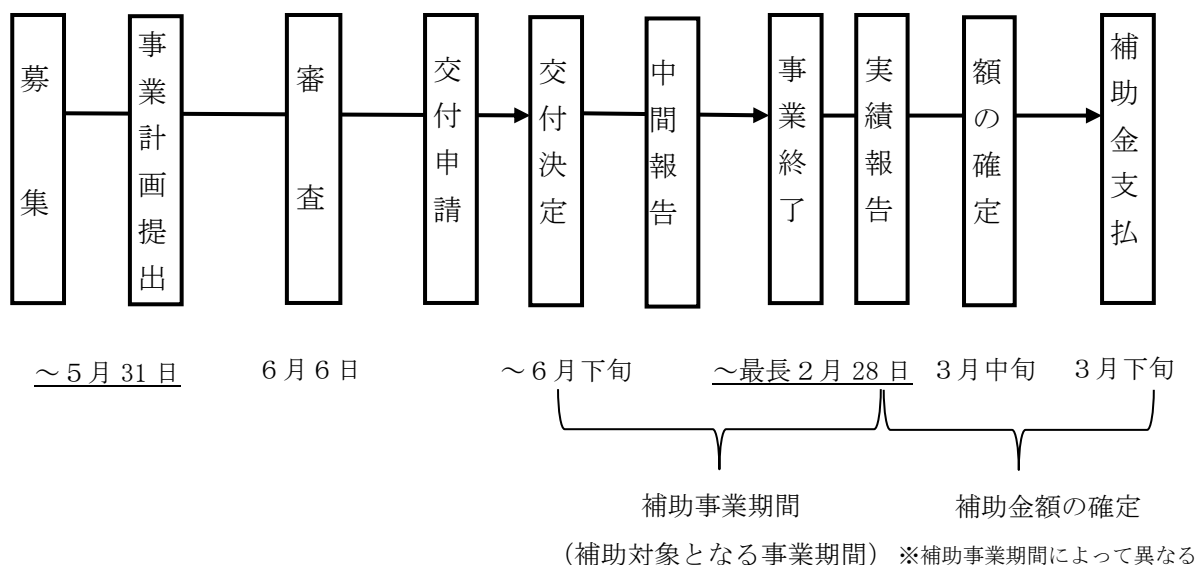 募集
事業計画提出
審査
交付申請
交付決定
中間報告
事業終了
実績報告
額の確定
補助金支払
～５月 31 日
６月６日
～６月下旬
～最長２月 28 日
３月中旬
３月下旬
補助事業期間
（補助対象となる事業期間）
補助金額の確定
※補助事業期間によって異なる